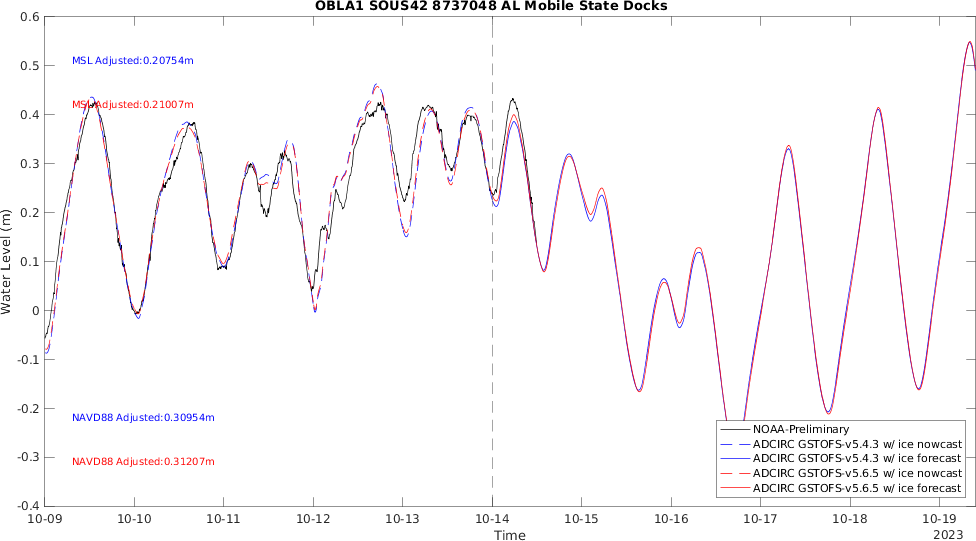 OBLA1 SOUS42 8737048 AL Mobile State Docks
0.6
0.5
0.4
0.3
0.2
0.1
0
-0.1
-0.2
-0.3
-0.4
Water Level (m)
MSL Adjusted:0.20754m
MSL Adjusted:0.21007m
NAVD88 Adjusted:0.30954m
NAVD88 Adjusted:0.31207m
NOAA-Preliminary
ADCIRC GSTOFS-v5.4.3 w/ ice nowcast
ADCIRC GSTOFS-v5.4.3 w/ ice forecast
ADCIRC GSTOFS-v5.6.5 w/ ice nowcast
ADCIRC GSTOFS-v5.6.5 w/ ice forecast
10-09 10-10 10-11 10-12 10-13 10-14 10-15 10-16 10-17 10-18 10-19
2023
Time